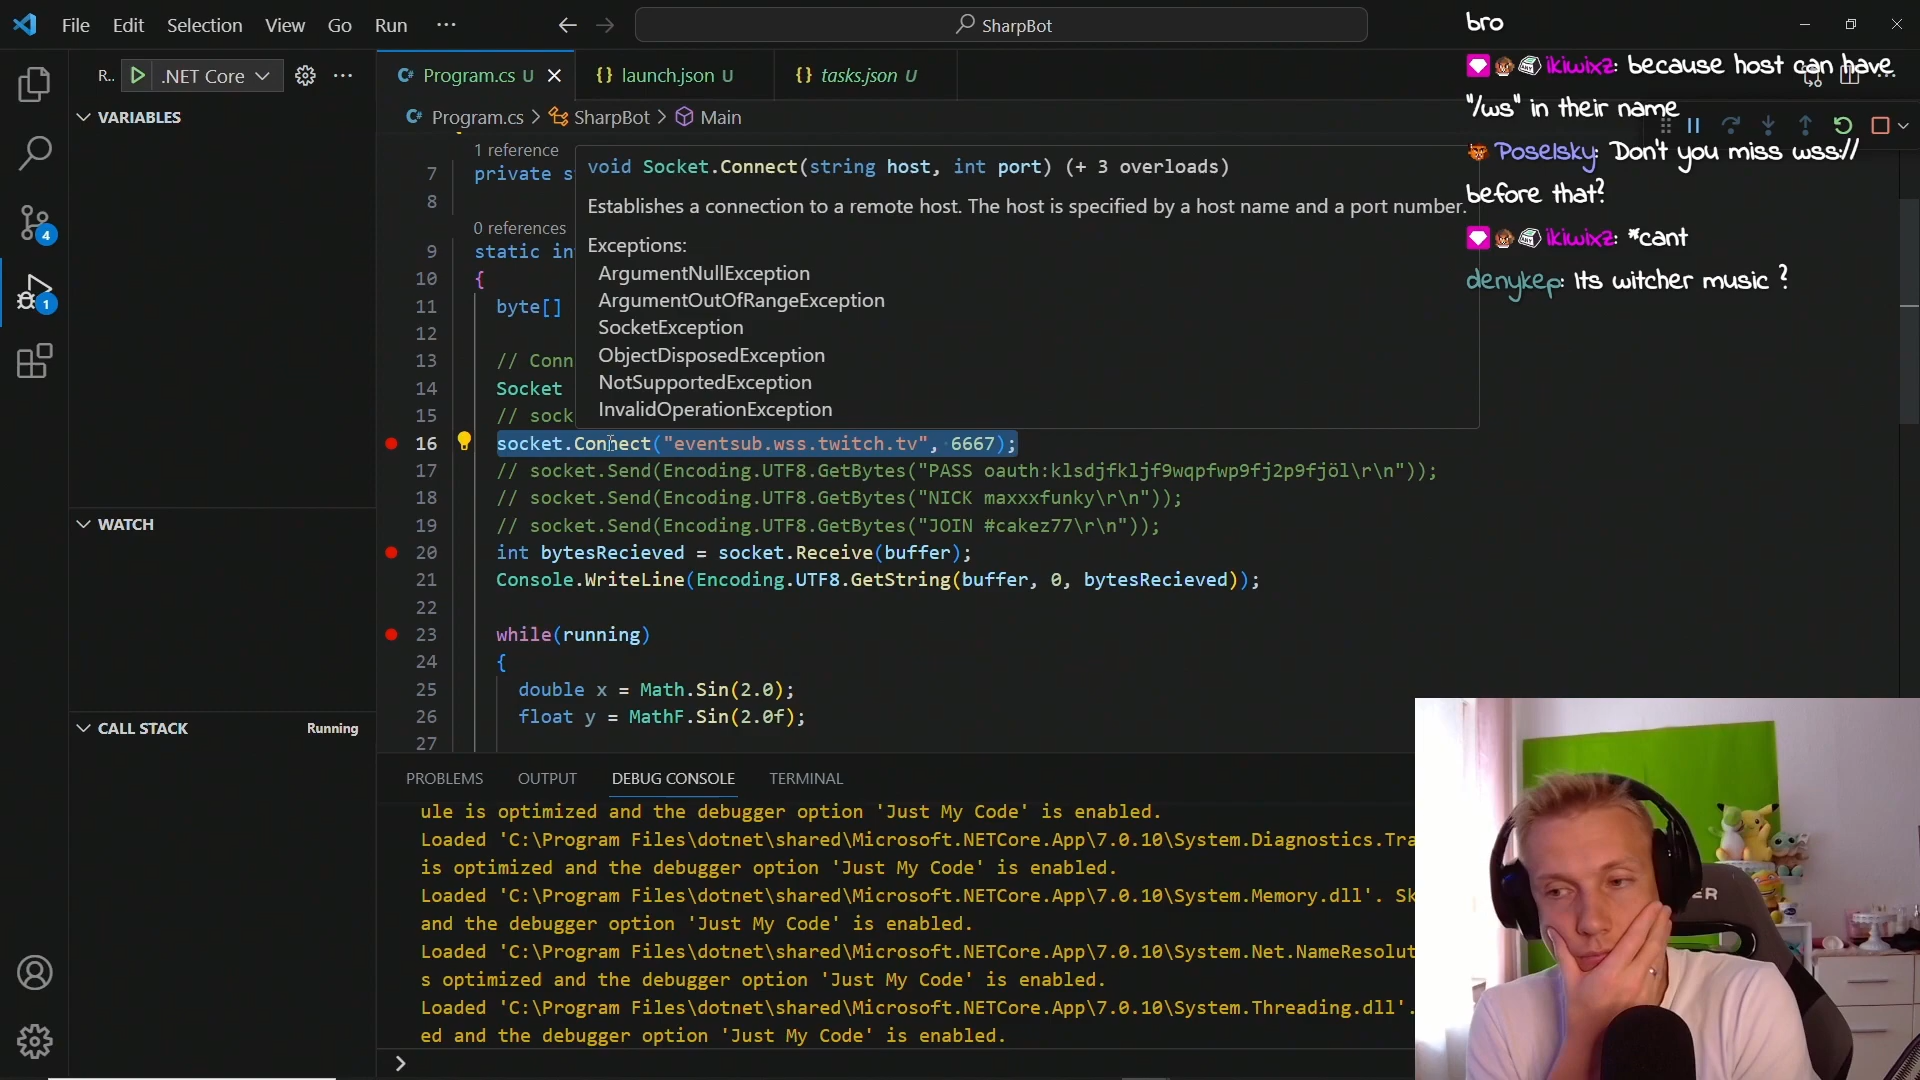 File Edit Selection View Go Run ···
SharpBot
R.. .NET Core ···
Program.cs U
launch.json U
tasks.json U
Program.cs > SharpBot > Main
VARIABLES
WATCH
CALL STACK Running
4
1
1 reference
7 private s
8
0 references
9 static in
10 {
11 byte[]
12
13 // Conn
14 Socket
15 // sock
16 socket.Connect("eventsub.wss.twitch.tv", 6667);
17 // socket.Send(Encoding.UTF8.GetBytes("PASS oauth:klsdjfkljf9wqpfwp9fj2p9fjöl\r\n"));
18 // socket.Send(Encoding.UTF8.GetBytes("NICK maxxxfunky\r\n"));
19 // socket.Send(Encoding.UTF8.GetBytes("JOIN #cakez77\r\n"));
20 int bytesRecieved = socket.Receive(buffer);
21 Console.WriteLine(Encoding.UTF8.GetString(buffer, 0, bytesRecieved));
22
23 while(running)
24 {
25 double x = Math.Sin(2.0);
26 float y = MathF.Sin(2.0f);
27
void Socket.Connect(string host, int port) (+ 3 overloads)
Establishes a connection to a remote host. The host is specified by a host name and a port number.
Exceptions:
ArgumentNullException
ArgumentOutOfRangeException
SocketException
ObjectDisposedException
NotSupportedException
InvalidOperationException
bro
ikiwixz: because host can have
"/ws" in their name
Poselsky: Don't you miss wss://
before that?
ikiwixz: *cant
denykep: Its witcher music ?
PROBLEMS OUTPUT DEBUG CONSOLE TERMINAL
ule is optimized and the debugger option 'Just My Code' is enabled.
Loaded 'C:\Program Files\dotnet\shared\Microsoft.NETCore.App\7.0.10\System.Diagnostics.Tra
is optimized and the debugger option 'Just My Code' is enabled.
Loaded 'C:\Program Files\dotnet\shared\Microsoft.NETCore.App\7.0.10\System.Memory.dll'. Sk
and the debugger option 'Just My Code' is enabled.
Loaded 'C:\Program Files\dotnet\shared\Microsoft.NETCore.App\7.0.10\System.Net.NameResolut
s optimized and the debugger option 'Just My Code' is enabled.
Loaded 'C:\Program Files\dotnet\shared\Microsoft.NETCore.App\7.0.10\System.Threading.dll'.
ed and the debugger option 'Just My Code' is enabled.